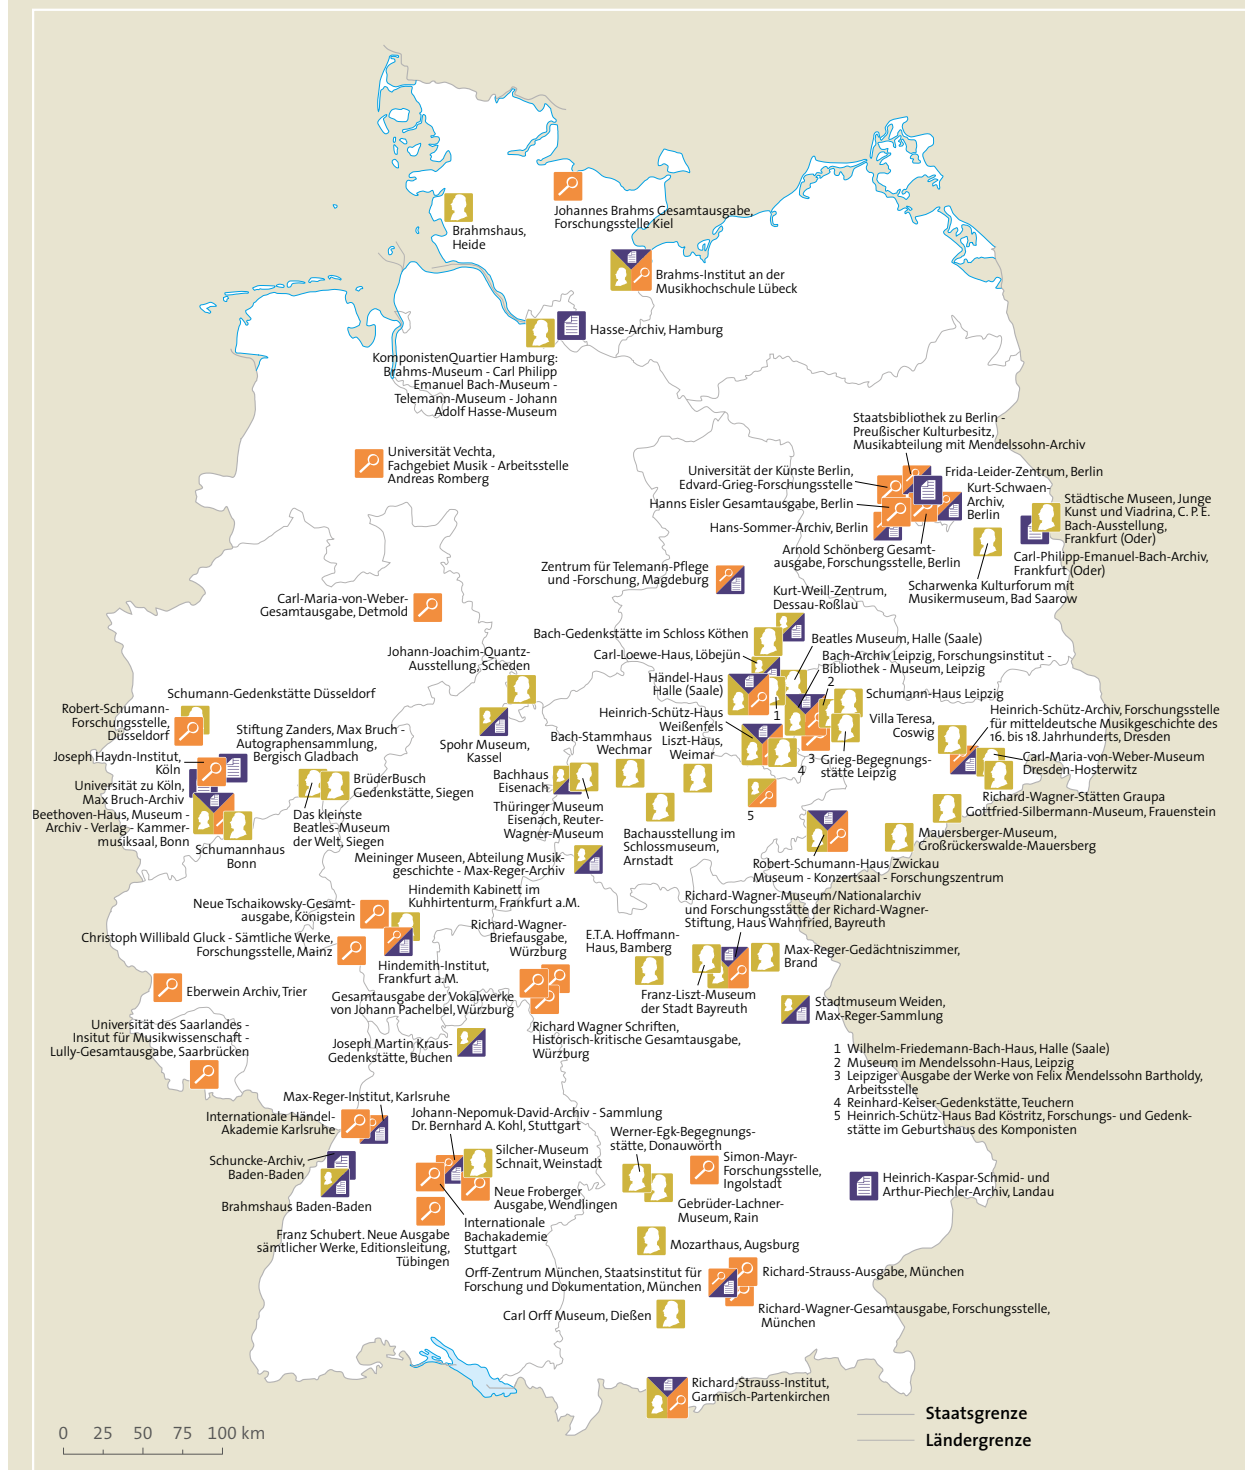 Johannes Brahms Gesamtausgabe,
Forschungsstelle Kiel
Brahmshaus,
Heide
Brahms-Institut an der
Musikhochschule Lübeck
Hasse-Archiv, Hamburg
KomponistenQuartier Hamburg:
Brahms-Museum - Carl Philipp
Emanuel Bach-Museum -
Telemann-Museum - Johann
Adolf Hasse-Museum
Universität Vechta,
Fachgebiet Musik - Arbeitsstelle
Andreas Romberg
Staatsbibliothek zu Berlin -
Preußischer Kulturbesitz,
Musikabteilung mit Mendelssohn-Archiv
Universität der Künste Berlin,
Edvard-Grieg-Forschungsstelle
Frida-Leider-Zentrum, Berlin
Kurt-Schwaen-
Archiv,
Berlin
Hanns Eisler Gesamtausgabe, Berlin
Hans-Sommer-Archiv, Berlin
Städtische Museen, Junge
Kunst und Viadrina, C. P. E.
Bach-Ausstellung,
Frankfurt (Oder)
Arnold Schönberg Gesamt-
ausgabe, Forschungsstelle, Berlin
Carl-Philipp-Emanuel-Bach-Archiv,
Frankfurt (Oder)
Scharwenka Kulturforum mit
Musikermuseum, Bad Saarow
Zentrum für Telemann-Pflege
und -Forschung, Magdeburg
Kurt-Weill-Zentrum,
Dessau-Roßlau
Carl-Maria-von-Weber-
Gesamtausgabe, Detmold
Bach-Gedenkstätte im Schloss Köthen
Beatles Museum, Halle (Saale)
Johann-Joachim-Quantz-
Ausstellung, Scheden
Carl-Loewe-Haus, Löbejün
Bach-Archiv Leipzig, Forschungsinstitut -
Bibliothek - Museum, Leipzig
Händel-Haus
Halle (Saale)
2
1
Schumann-Haus Leipzig
Schumann-Gedenkstätte Düsseldorf
Robert-Schumann-
Forschungsstelle,
Düsseldorf
Heinrich-Schütz-Haus
Weißenfels
Villa Teresa,
Coswig
Heinrich-Schütz-Archiv, Forschungsstelle
für mitteldeutsche Musikgeschichte des
16. bis 18. Jahrhunderts, Dresden
Stiftung Zanders, Max Bruch -
Autographensammlung,
Bergisch Gladbach
Spohr Museum,
Kassel
Bach-Stammhaus
Wechmar
Liszt-Haus,
Weimar
3
4
Grieg-Begegnungs-
stätte Leipzig
Carl-Maria-von-Weber-Museum
Dresden-Hosterwitz
Joseph Haydn-Institut,
Köln
Universität zu Köln,
Max Bruch-Archiv
BrüderBusch
Gedenkstätte, Siegen
Bachhaus
Eisenach
Richard-Wagner-Stätten Graupa
Beethoven-Haus, Museum -
Archiv - Verlag - Kammer-
musiksaal, Bonn
Das kleinste
Beatles-Museum
der Welt, Siegen
Thüringer Museum
Eisenach, Reuter-
Wagner-Museum
5
Gottfried-Silbermann-Museum, Frauenstein
Schumannhaus
Bonn
Bachausstellung im
Schlossmuseum,
Arnstadt
Mauersberger-Museum,
Großrückerswalde-Mauersberg
Meininger Museen, Abteilung Musik-
geschichte - Max-Reger-Archiv
Robert-Schumann-Haus Zwickau
Museum - Konzertsaal - Forschungszentrum
Hindemith Kabinett im
Kuhhirtenturm, Frankfurt a.M.
Neue Tschaikowsky-Gesamt-
ausgabe, Königstein
Richard-Wagner-Museum/Nationalarchiv
und Forschungsstätte der Richard-Wagner-
Stiftung, Haus Wahnfried, Bayreuth
Richard-Wagner-
Briefausgabe,
Würzburg
E.T.A. Hoffmann-
Haus, Bamberg
Christoph Willibald Gluck - Sämtliche Werke,
Forschungsstelle, Mainz
Max-Reger-Gedächtniszimmer,
Brand
Hindemith-Institut,
Frankfurt a.M.
Eberwein Archiv, Trier
Gesamtausgabe der Vokalwerke
von Johann Pachelbel, Würzburg
Franz-Liszt-Museum
der Stadt Bayreuth
Stadtmuseum Weiden,
Max-Reger-Sammlung
Universität des Saarlandes -
Insitut für Musikwissenschaft -
Lully-Gesamtausgabe, Saarbrücken
Joseph Martin Kraus-
Gedenkstätte, Buchen
Richard Wagner Schriften,
Historisch-kritische Gesamtausgabe,
Würzburg
1 Wilhelm-Friedemann-Bach-Haus, Halle (Saale)
2 Museum im Mendelssohn-Haus, Leipzig
3 Leipziger Ausgabe der Werke von Felix Mendelssohn Bartholdy,
Arbeitsstelle
4 Reinhard-Keiser-Gedenkstätte, Teuchern
5 Heinrich-Schütz-Haus Bad Köstritz, Forschungs- und Gedenk-
stätte im Geburtshaus des Komponisten
Max-Reger-Institut, Karlsruhe
Internationale Händel-
Akademie Karlsruhe
Johann-Nepomuk-David-Archiv - Sammlung
Dr. Bernhard A. Kohl, Stuttgart
Werner-Egk-Begegnungs-
stätte, Donauwörth
Schuncke-Archiv,
Baden-Baden
Silcher-Museum
Schnait, Weinstadt
Simon-Mayr-
Forschungsstelle,
Ingolstadt
Heinrich-Kaspar-Schmid- und
Arthur-Piechler-Archiv, Landau
Brahmshaus Baden-Baden
Neue Froberger
Ausgabe, Wendlingen
Gebrüder-Lachner-
Museum, Rain
Franz Schubert. Neue Ausgabe
sämtlicher Werke, Editionsleitung,
Tübingen
Internationale
Bachakademie
Stuttgart
Mozarthaus, Augsburg
Orff-Zentrum München, Staatsinstitut für
Forschung und Dokumentation, München
Richard-Strauss-Ausgabe, München
Carl Orff Museum, Dießen
Richard-Wagner-Gesamtausgabe, Forschungsstelle,
München
Richard-Strauss-Institut,
Garmisch-Partenkirchen
Staatsgrenze
Ländergrenze
0 25 50 75 100 km